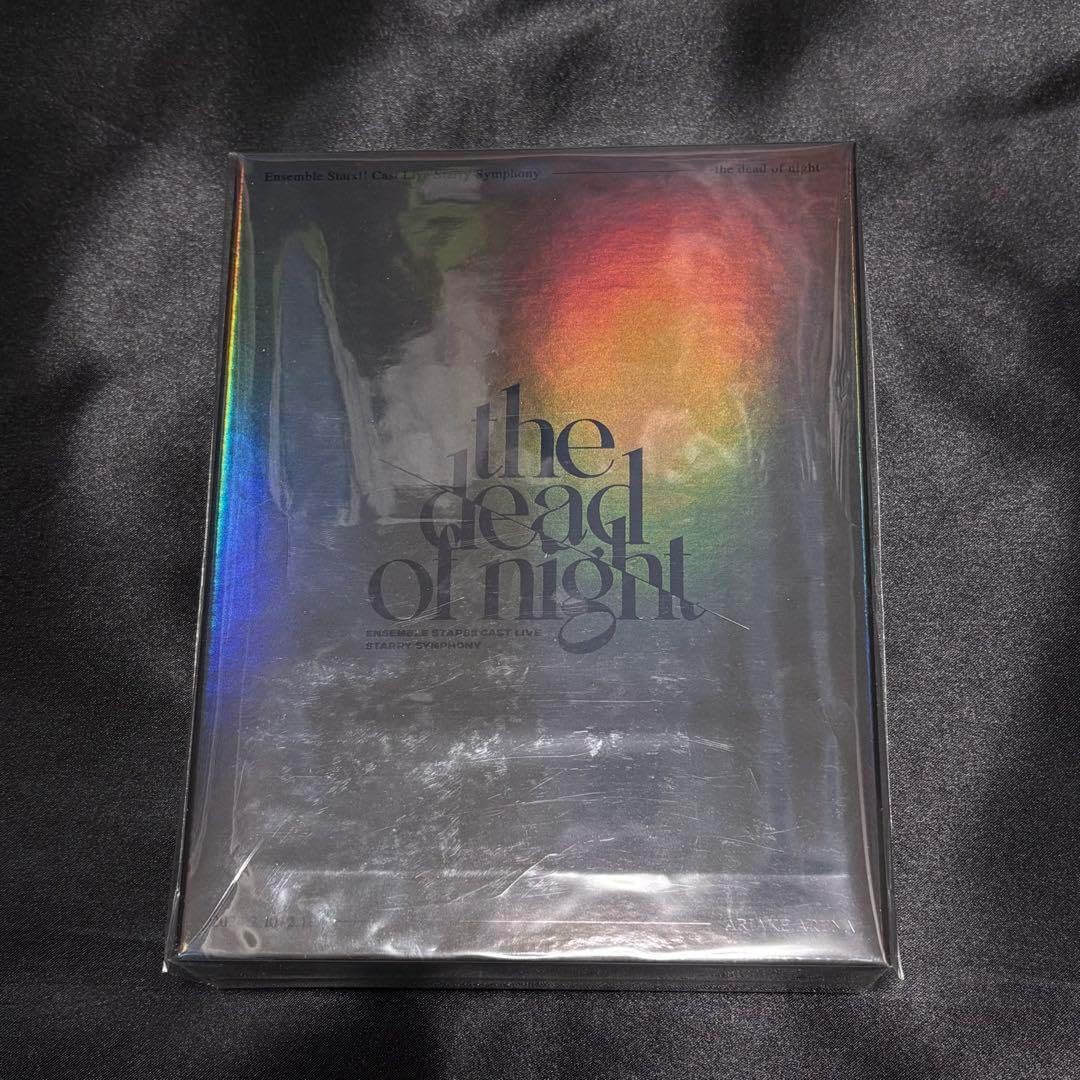 Ensemble Stars!! Cast Live Starry Symphony -the dead of night-
the
dead
of night
ENSEMBLE STARS!! CAST LIVE
STARRY SYMPHONY
ARIAKE ARENA